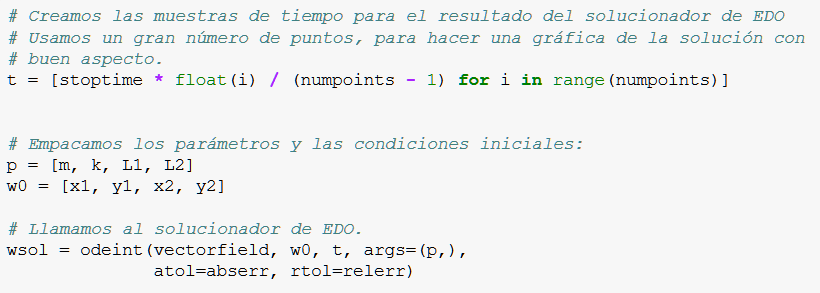 # Creamos las muestras de tiempo para el resultado del solucionador de EDO
# Usamos un gran número de puntos, para hacer una gráfica de la solución con
# buen aspecto.
t = [stoptime * float(i) / (numpoints - 1) for i in range(numpoints)]
# Empacamos los parámetros y las condiciones iniciales:
p = [m, k, L1, L2]
w0 = [x1, y1, x2, y2]
# Llamamos al solucionador de EDO.
wsol = odeint(vectorfield, w0, t, args=(p,),
              atol=abserr, rtol=relerr)